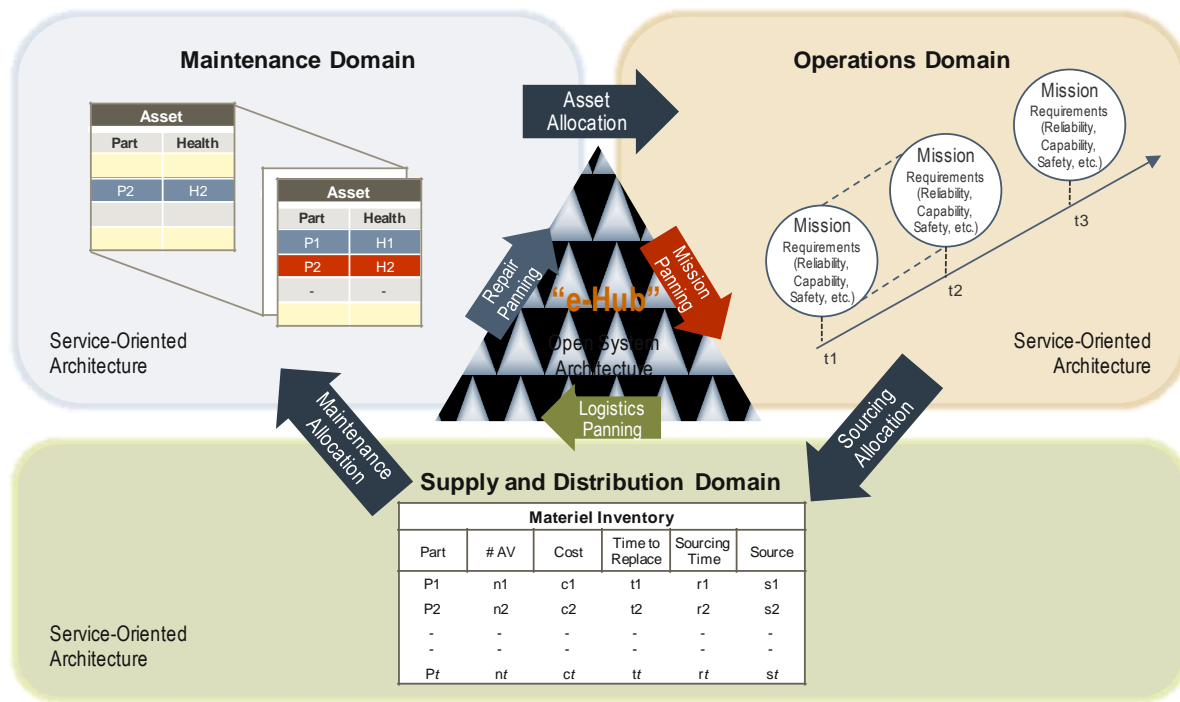 Maintenance Domain
Asset
Part Health
P2 H2
Asset
Part Health
P1 H1
P2 H2
- -
Service-Oriented
Architecture
Asset
Allocation
Operations Domain
Mission
Requirements
(Reliability,
Capability,
Safety, etc.)
t1
Mission
Requirements
(Reliability,
Capability,
Safety, etc.)
t2
Mission
Requirements
(Reliability,
Capability,
Safety, etc.)
t3
Service-Oriented
Architecture
Repair
Panning
Mission
Panning
“e-Hub”
Open System
Architecture
Logistics
Panning
Maintenance
Allocation
Sourcing
Allocation
Supply and Distribution Domain
Materiel Inventory
Part # AV Cost Time to Replace Sourcing Time Source
P1 n1 c1 t1 r1 s1
P2 n2 c2 t2 r2 s2
- - - - - -
- - - - - -
Pt nt ct tt rt st
Service-Oriented
Architecture